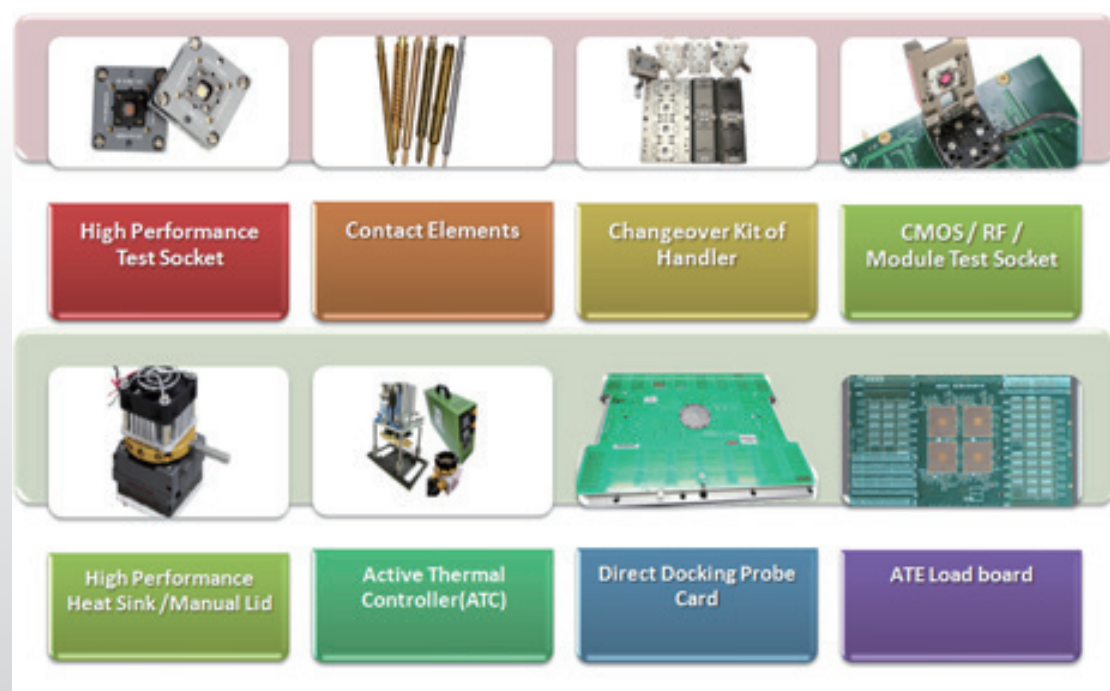 High Performance
Test Socket
Contact Elements
Changeover Kit of
Handler
CMOS / RF /
Module Test Socket
High Performance
Heat Sink /Manual Lid
Active Thermal
Controller(ATC)
Direct Docking Probe
Card
ATE Load board